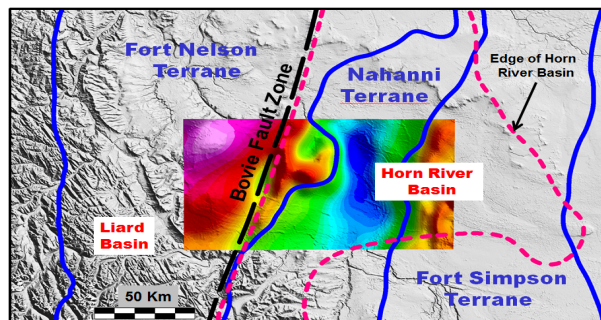 Fort Nelson
Terrane
Bovie Fault Zone
Nahanni
Terrane
Edge of Horn
River Basin
Horn River
Basin
Liard
Basin
Fort Simpson
Terrane
50 Km